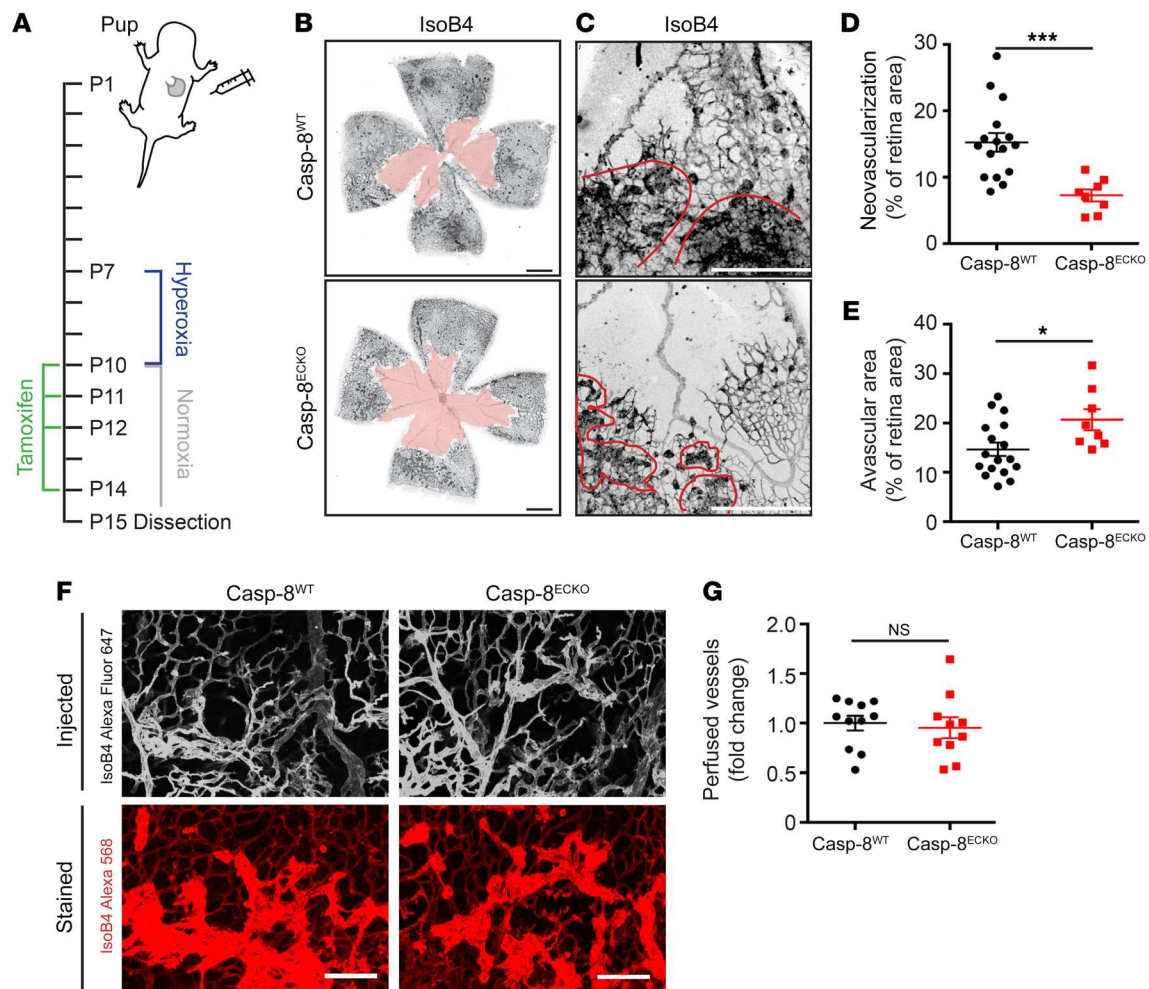 A
Pup
P1
P7
P10
P11
P12
P14
P15 Dissection
Hyperoxia
Normoxia
Tamoxifen
B
IsoB4
Casp-8WT
Casp-8ECKO
C
IsoB4
D
Neovascularization
(% of retina area)
30
20
10
0
***
Casp-8WT
Casp-8ECKO
E
Avascular area
(% of retina area)
40
30
20
10
0
*
Casp-8WT
Casp-8ECKO
F
Casp-8WT
Casp-8ECKO
Injected
IsoB4 Alexa Fluor 647
Stained
IsoB4 Alexa 568
G
Perfused vessels
(fold change)
2.0
1.5
1.0
0.5
0
NS
Casp-8WT
Casp-8ECKO